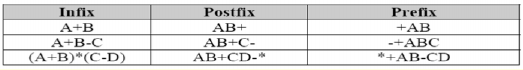 Infix Postfix Prefix
A+B AB+ +AB
A+B-C AB+C- -+ABC
(A+B)*(C-D) AB+CD-* *+AB-CD